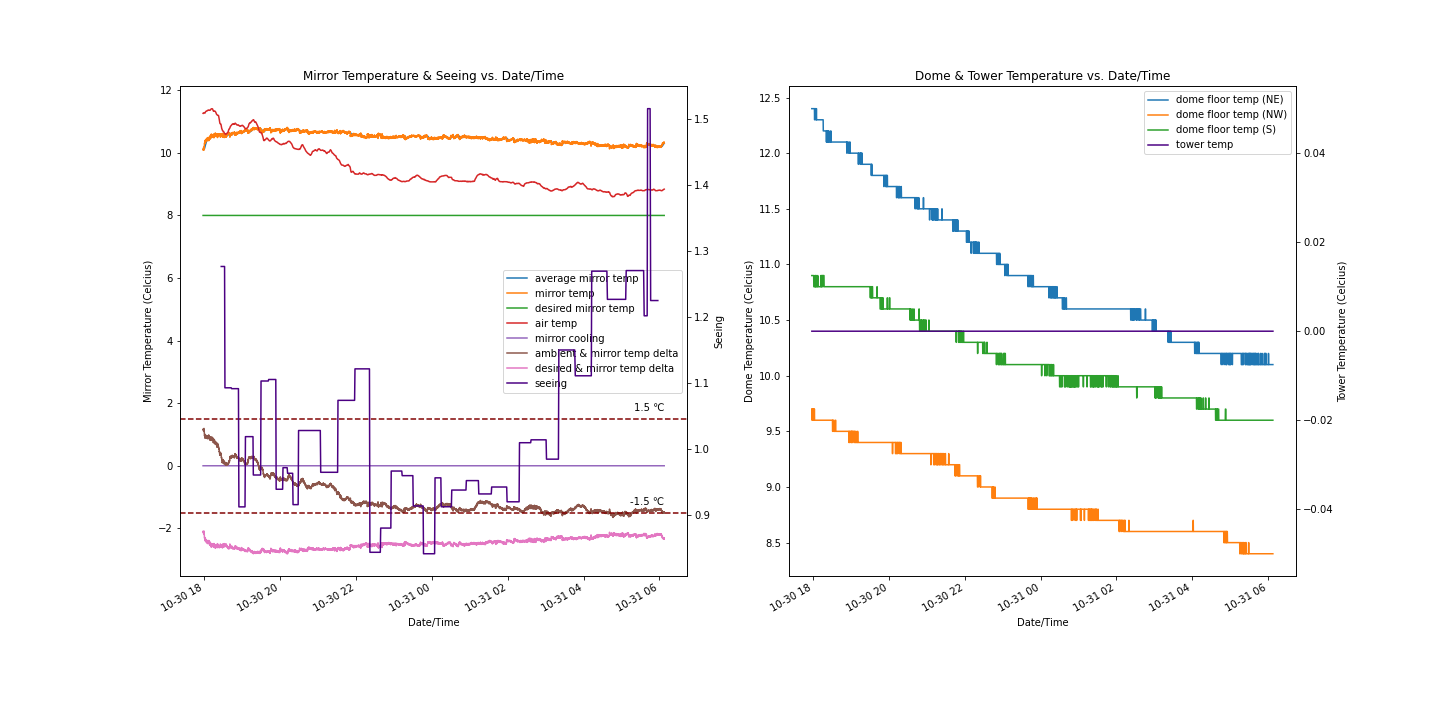 Mirror Temperature & Seeing vs. Date/Time
Mirror Temperature (Celcius)
12
10
8
6
4
2
0
−2
1.5
1.4
1.3
1.2
1.1
1.0
0.9
Seeing
average mirror temp
mirror temp
desired mirror temp
air temp
mirror cooling
ambient & mirror temp delta
desired & mirror temp delta
seeing
1.5 °C
-1.5 °C
10-30 18
10-30 20
10-30 22
10-31 00
10-31 02
10-31 04
10-31 06
Date/Time
Dome & Tower Temperature vs. Date/Time
Dome Temperature (Celcius)
12.5
12.0
11.5
11.0
10.5
10.0
9.5
9.0
8.5
dome floor temp (NE)
dome floor temp (NW)
dome floor temp (S)
tower temp
0.04
0.02
0.00
−0.02
−0.04
Tower Temperature (Celcius)
10-30 18
10-30 20
10-30 22
10-31 00
10-31 02
10-31 04
10-31 06
Date/Time